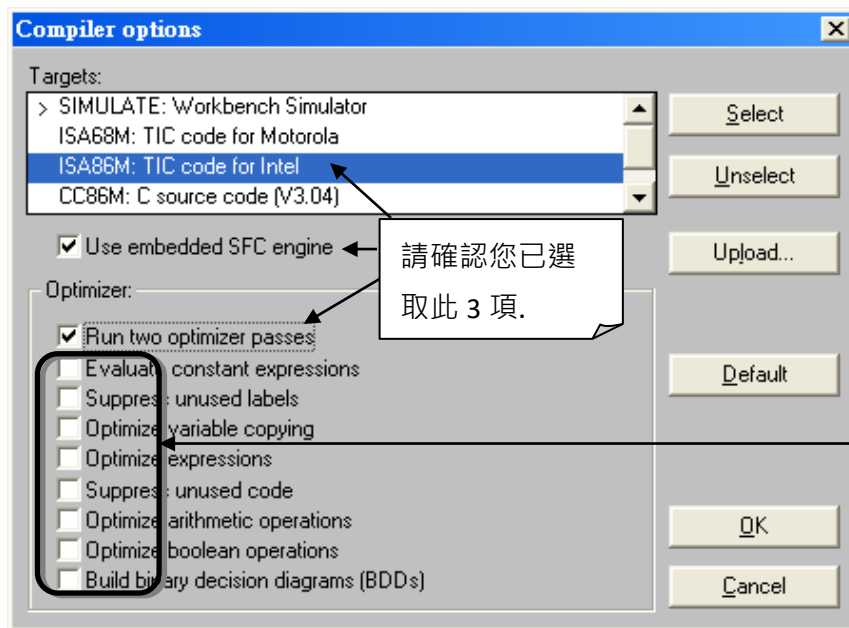 Compiler options
Targets:
> SIMULATE: Workbench Simulator
ISA68M: TIC code for Motorola
ISA86M: TIC code for Intel
CC86M: C source code (V3.04)
Select
Unselect
Use embedded SFC engine
Upload...
請確認您已選
取此 3 項.
Optimizer:
Run two optimizer passes
Evaluate constant expressions
Default
Suppress unused labels
Optimize variable copying
Optimize expressions
Suppress unused code
Optimize arithmetic operations
OK
Optimize boolean operations
Build binary decision diagrams (BDDs)
Cancel